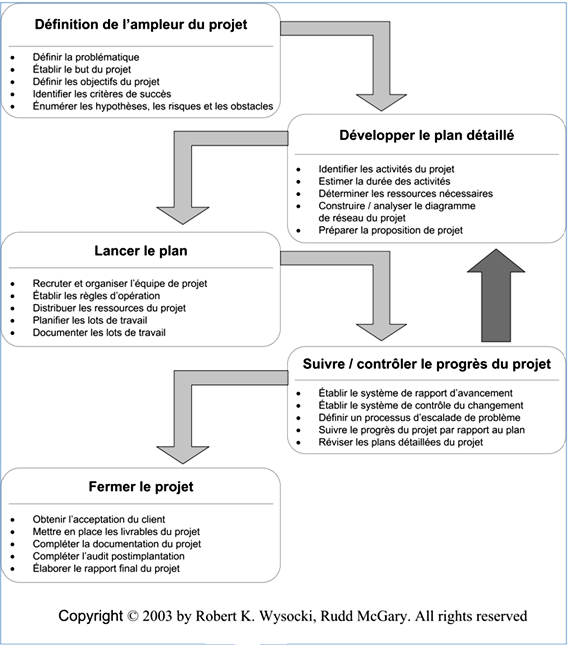 Définition de l'ampleur du projet
• Définir la problématique
• Établir le but du projet
• Définir les objectifs du projet
• Identifier les critères de succès
• Énumérer les hypothèses, les risques et les obstacles
Développer le plan détaillé
• Identifier les activités du projet
• Estimer la durée des activités
• Déterminer les ressources nécessaires
• Construire / analyser le diagramme
de réseau du projet
• Préparer la proposition de projet
Lancer le plan
• Recruter et organiser l'équipe de projet
• Établir les règles d'opération
• Distribuer les ressources du projet
• Planifier les lots de travail
• Documenter les lots de travail
Suivre / contrôler le progrès du projet
• Établir le système de rapport d'avancement
• Établir le système de contrôle du changement
• Définir un processus d'escalade de problème
• Suivre le progrès du projet par rapport au plan
• Réviser les plans détaillées du projet
Fermer le projet
• Obtenir l'acceptation du client
• Mettre en place les livrables du projet
• Compléter la documentation du projet
• Compléter l'audit postimplantation
• Élaborer le rapport final du projet
Copyright © 2003 by Robert K. Wysocki, Rudd McGary. All rights reserved